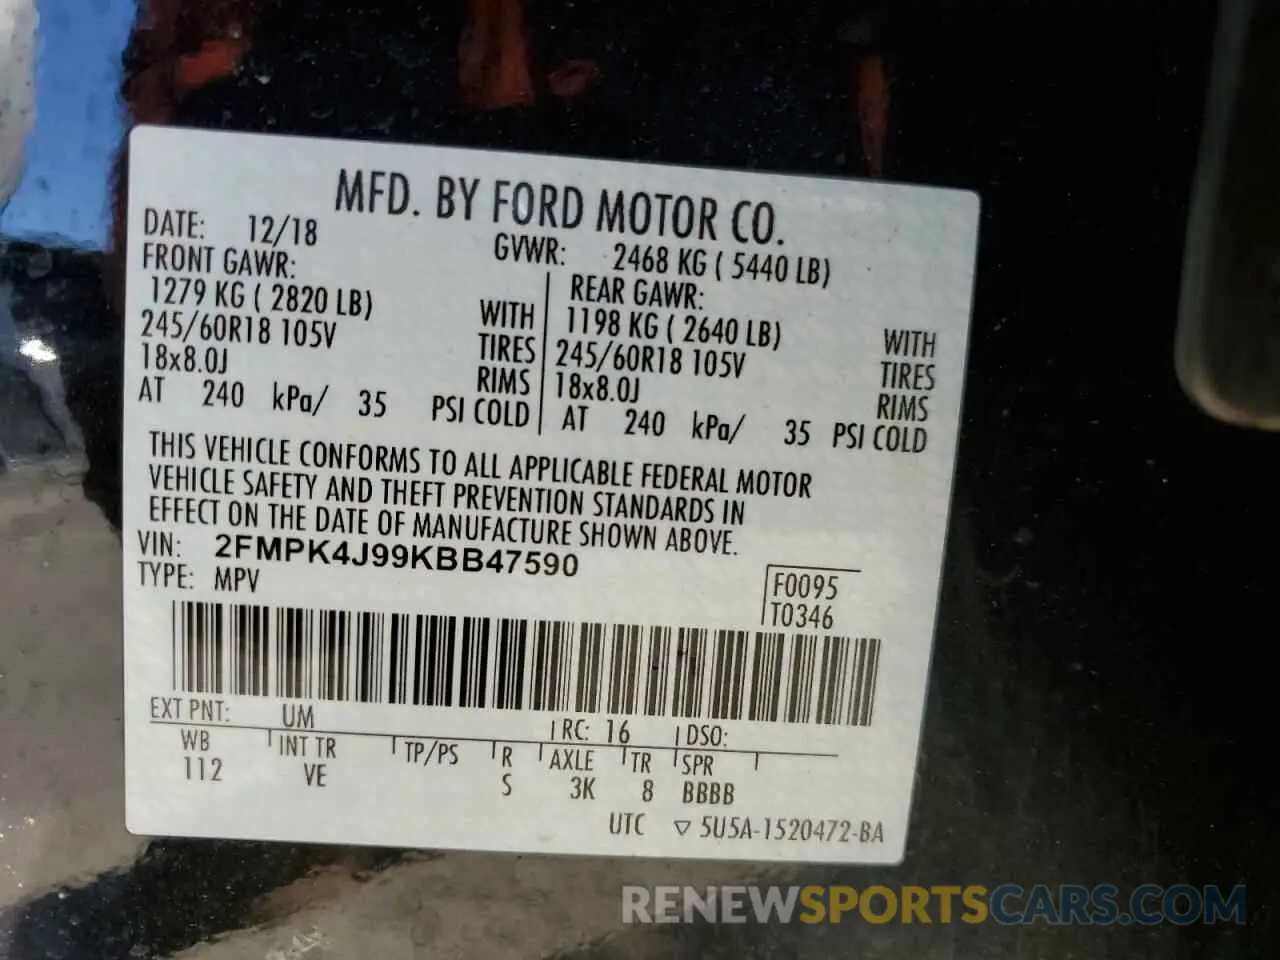 MFD. BY FORD MOTOR CO.
DATE: 12/18 GVWR: 2468 KG ( 5440 LB)
FRONT GAWR: REAR GAWR:
1279 KG ( 2820 LB) WITH 1198 KG ( 2640 LB) WITH
245/60R18 105V TIRES 245/60R18 105V TIRES
18x8.0J RIMS 18x8.0J RIMS
AT 240 kPa/ 35 PSI COLD AT 240 kPa/ 35 PSI COLD
THIS VEHICLE CONFORMS TO ALL APPLICABLE FEDERAL MOTOR
VEHICLE SAFETY AND THEFT PREVENTION STANDARDS IN
EFFECT ON THE DATE OF MANUFACTURE SHOWN ABOVE.
VIN: 2FMPK4J99KBB47590
TYPE: MPV F0095
T0346
EXT PNT: UM RC: 16 DSO:
WB INT TR TP/PS R AXLE TR SPR
112 VE S 3K 8 BBBB
UTC ▽ 5U5A-1520472-BA
RENEWSPORTSCARS.COM